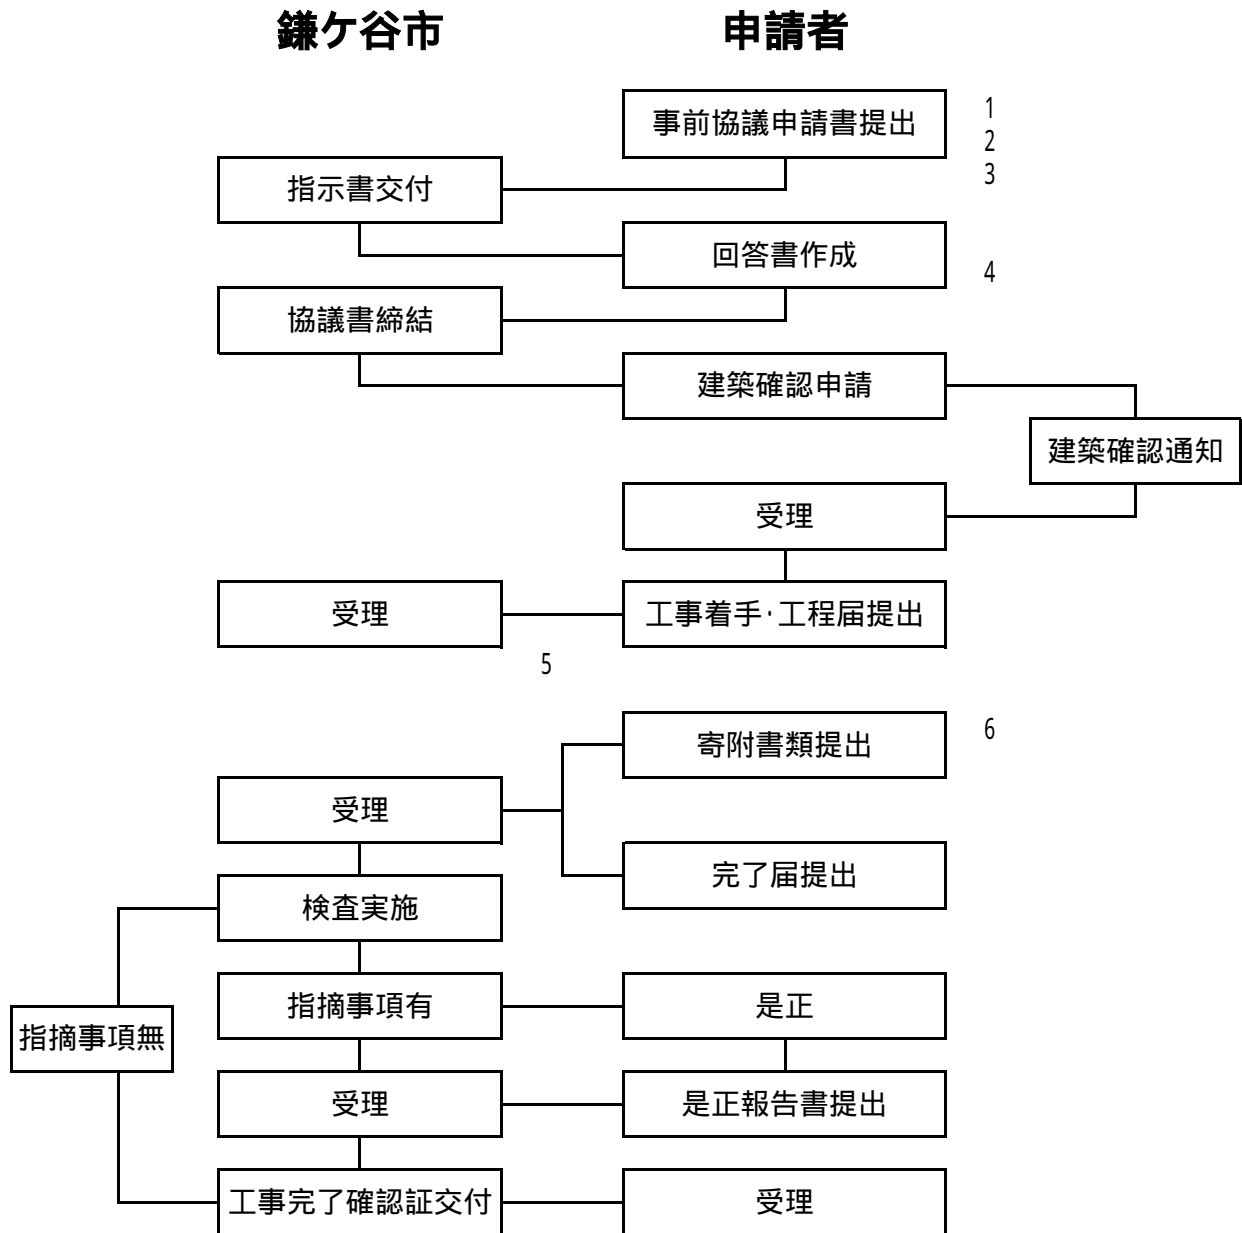 鎌ケ谷市
申請者
事前協議申請書提出
1
2
3
指示書交付
回答書作成
4
協議書締結
建築確認申請
建築確認通知
受理
受理
工事着手・工程届提出
5
寄附書類提出
6
受理
完了届提出
検査実施
指摘事項有
是正
指摘事項無
受理
是正報告書提出
工事完了確認証交付
受理